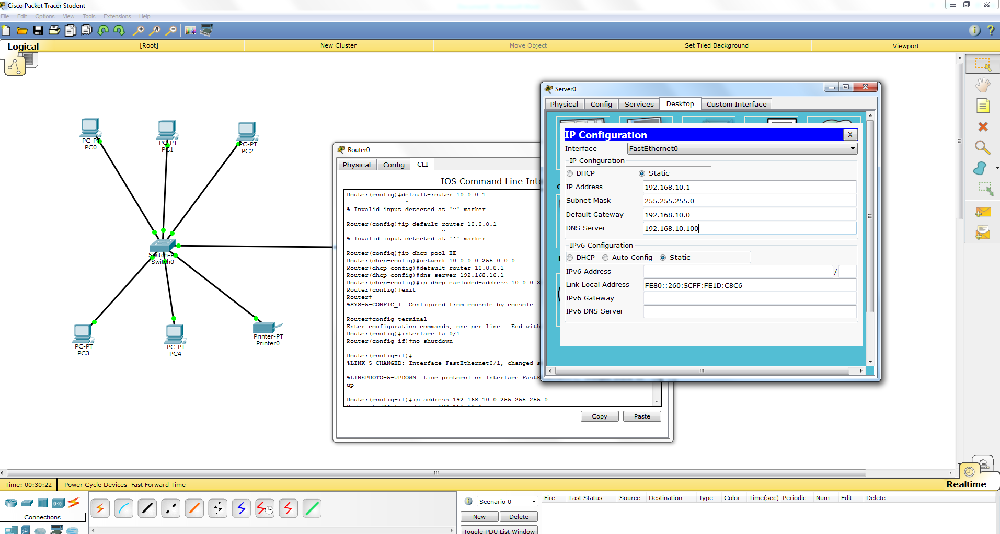 Cisco Packet Tracer Student
File Edit Options View Tools Extensions Help
Logical
[Root]
New Cluster
Move Object
Set Tiled Background
Viewport
PC-PT
PC0
PC-PT
PC1
PC-PT
PC2
Switch-PT
Switch0
PC-PT
PC3
PC-PT
PC4
Printer-PT
Printer0
Router0
Physical Config CLI
IOS Command Line Inte
Router(config)#default-router 10.0.0.1
^
% Invalid input detected at '^' marker.
Router(config)#ip default-router 10.0.0.1
^
% Invalid input detected at '^' marker.
Router(config)#ip dhcp pool EE
Router(dhcp-config)#network 10.0.0.0 255.0.0.0
Router(dhcp-config)#default-router 10.0.0.1
Router(dhcp-config)#dns-server 192.168.10.1
Router(dhcp-config)#ip dhcp excluded-address 10.0.0.3
Router(config)#exit
Router#
%SYS-5-CONFIG_I: Configured from console by console
Router#config terminal
Enter configuration commands, one per line.  End with
Router(config)#interface fa 0/1
Router(config-if)#no shutdown
Router(config-if)#
%LINK-5-CHANGED: Interface FastEthernet0/1, changed s
%LINEPROTO-5-UPDOWN: Line protocol on Interface FastE
up
Router(config-if)#ip address 192.168.10.0 255.255.255.0
Copy Paste
Server0
Physical Config Services Desktop Custom Interface
IP Configuration X
Interface FastEthernet0
IP Configuration
DHCP Static
IP Address 192.168.10.1
Subnet Mask 255.255.255.0
Default Gateway 192.168.10.0
DNS Server 192.168.10.100
IPv6 Configuration
DHCP Auto Config Static
IPv6 Address /
Link Local Address FE80::260:5CFF:FE1D:C8C6
IPv6 Gateway
IPv6 DNS Server
Time: 00:30:22 Power Cycle Devices Fast Forward Time
Realtime
Connections
Scenario 0
New Delete
Toggle PDU List Window
Fire Last Status Source Destination Type Color Time(sec) Periodic Num Edit Delete